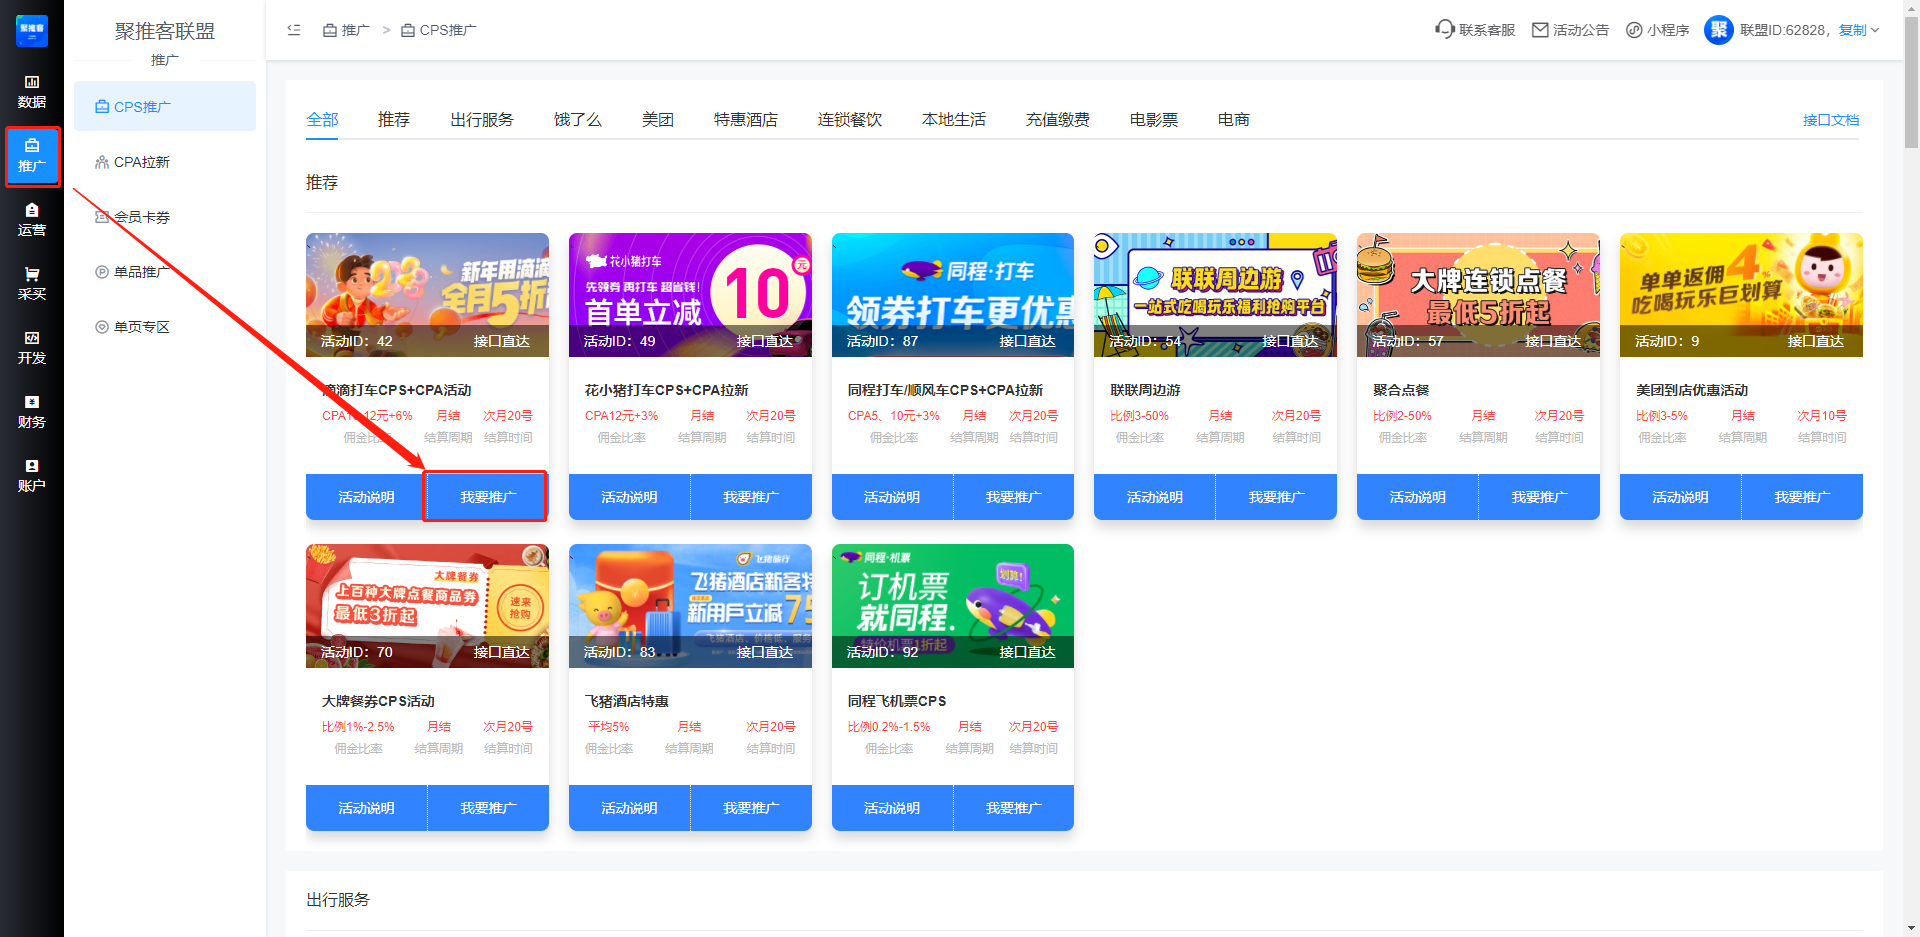 聚推客
数据
推广
运营
采买
开发
财务
账户
聚推客联盟
推广
CPS推广
CPA拉新
会员卡券
单品推广
单页专区
推广 > CPS推广
联系客服 活动公告 小程序 聚 联盟ID:62828, 复制
全部 推荐 出行服务 饿了么 美团 特惠酒店 连锁餐饮 本地生活 充值缴费 电影票 电商 接口文档
推荐
新年用滴滴
全月5折
活动ID：42 接口直达
滴滴打车CPS+CPA活动
月结 次月20号
佣金比率 结算周期 结算时间
活动说明 我要推广
花小猪打车
先领券 再打车 超省钱!
首单立减
10元
活动ID：49 接口直达
花小猪打车CPS+CPA拉新
CPA12元+3% 月结 次月20号
佣金比率 结算周期 结算时间
活动说明 我要推广
同程·打车
领券打车更优惠
活动ID：87 接口直达
同程打车/顺风车CPS+CPA拉新
CPA5、10元+3% 月结 次月20号
佣金比率 结算周期 结算时间
活动说明 我要推广
联联周边游
一站式吃喝玩乐福利抢购平台
活动ID：54 接口直达
联联周边游
比例3-50% 月结 次月20号
佣金比率 结算周期 结算时间
活动说明 我要推广
大牌连锁点餐
最低5折起
活动ID：57 接口直达
聚合点餐
比例2-50% 月结 次月20号
佣金比率 结算周期 结算时间
活动说明 我要推广
单单返佣4%
吃喝玩乐巨划算
活动ID：9 接口直达
美团到店优惠活动
比例3-5% 月结 次月10号
佣金比率 结算周期 结算时间
活动说明 我要推广
大牌餐券
上百种大牌点餐商品券
最低3折起
速来
抢购
活动ID：70 接口直达
大牌餐券CPS活动
比例1%-2.5% 月结 次月20号
佣金比率 结算周期 结算时间
活动说明 我要推广
飞猪旅行
飞猪酒店新客特
新用户立减75
飞猪酒店、价格低、服务
活动ID：83 接口直达
飞猪酒店特惠
平均5% 月结 次月20号
佣金比率 结算周期 结算时间
活动说明 我要推广
同程·机票
订机票
就同程.
划算!
特价机票1折起
活动ID：92 接口直达
同程飞机票CPS
比例0.2%-1.5% 月结 次月20号
佣金比率 结算周期 结算时间
活动说明 我要推广
出行服务